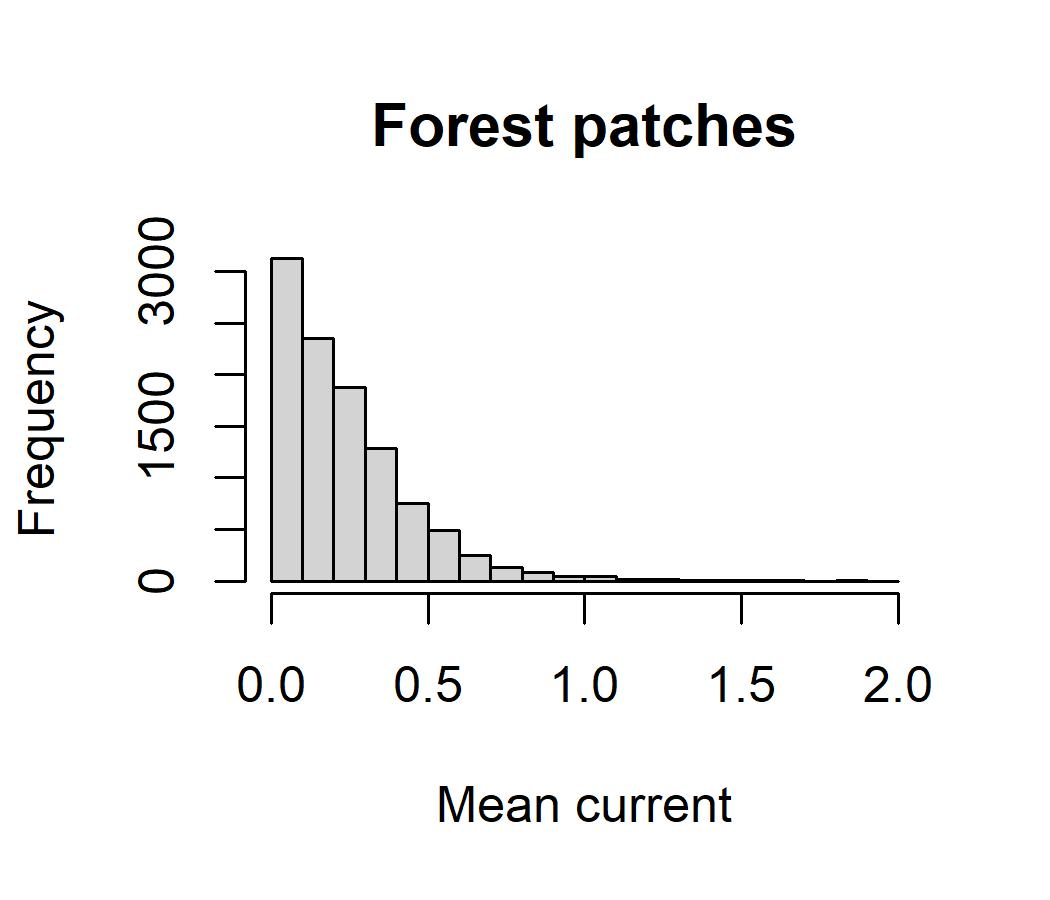 Forest patches
Frequency
3000
1500
0
0.0 0.5 1.0 1.5 2.0
Mean current